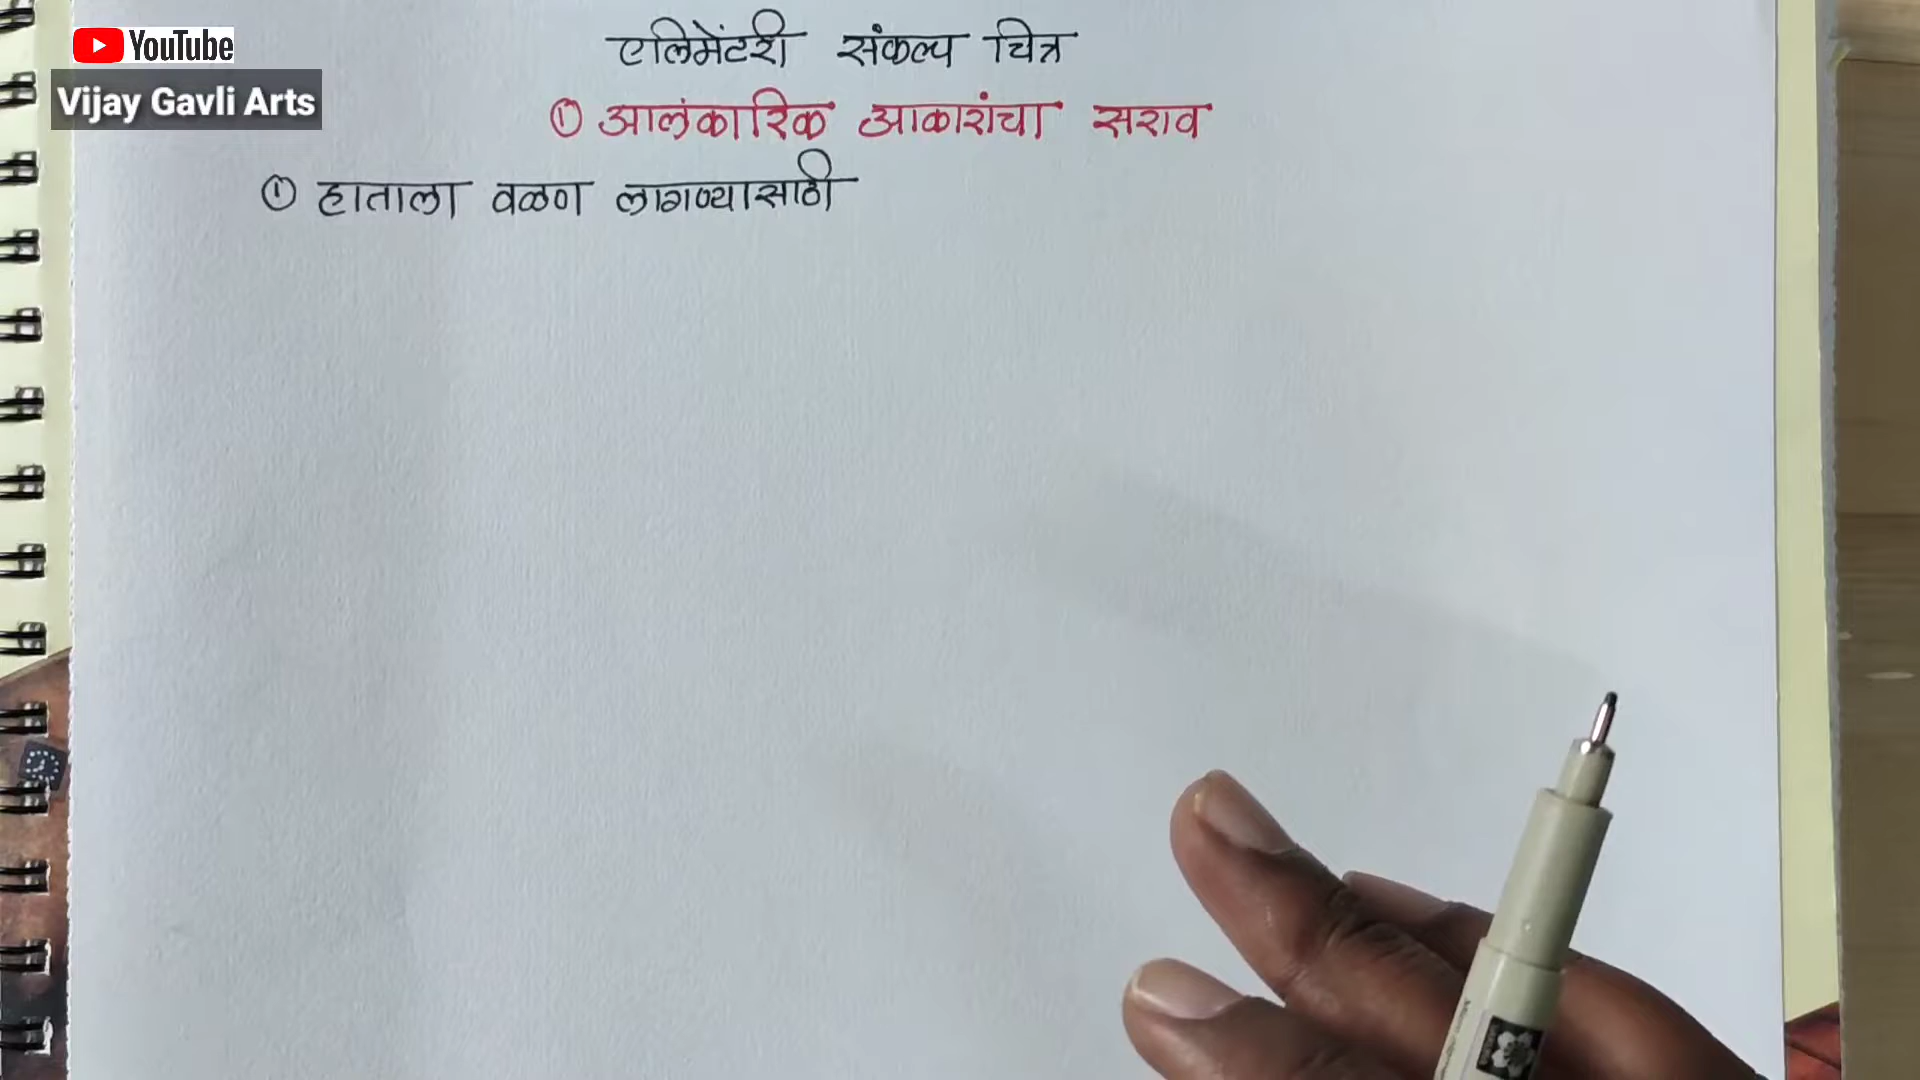 YouTube
Vijay Gavli Arts
एलिमेंटरी संकल्प चित्र
① आलंकारिक आकारांचा सराव
① हाताला वळण लागण्यासाठी